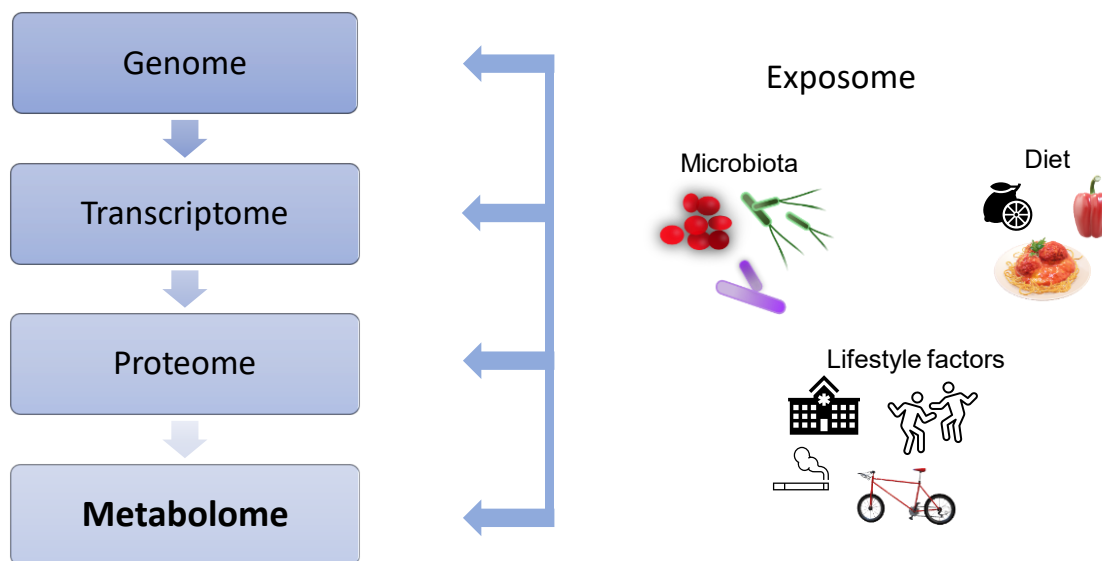 Genome
Transcriptome
Proteome
Metabolome
Exposome
Microbiota
Diet
Lifestyle factors